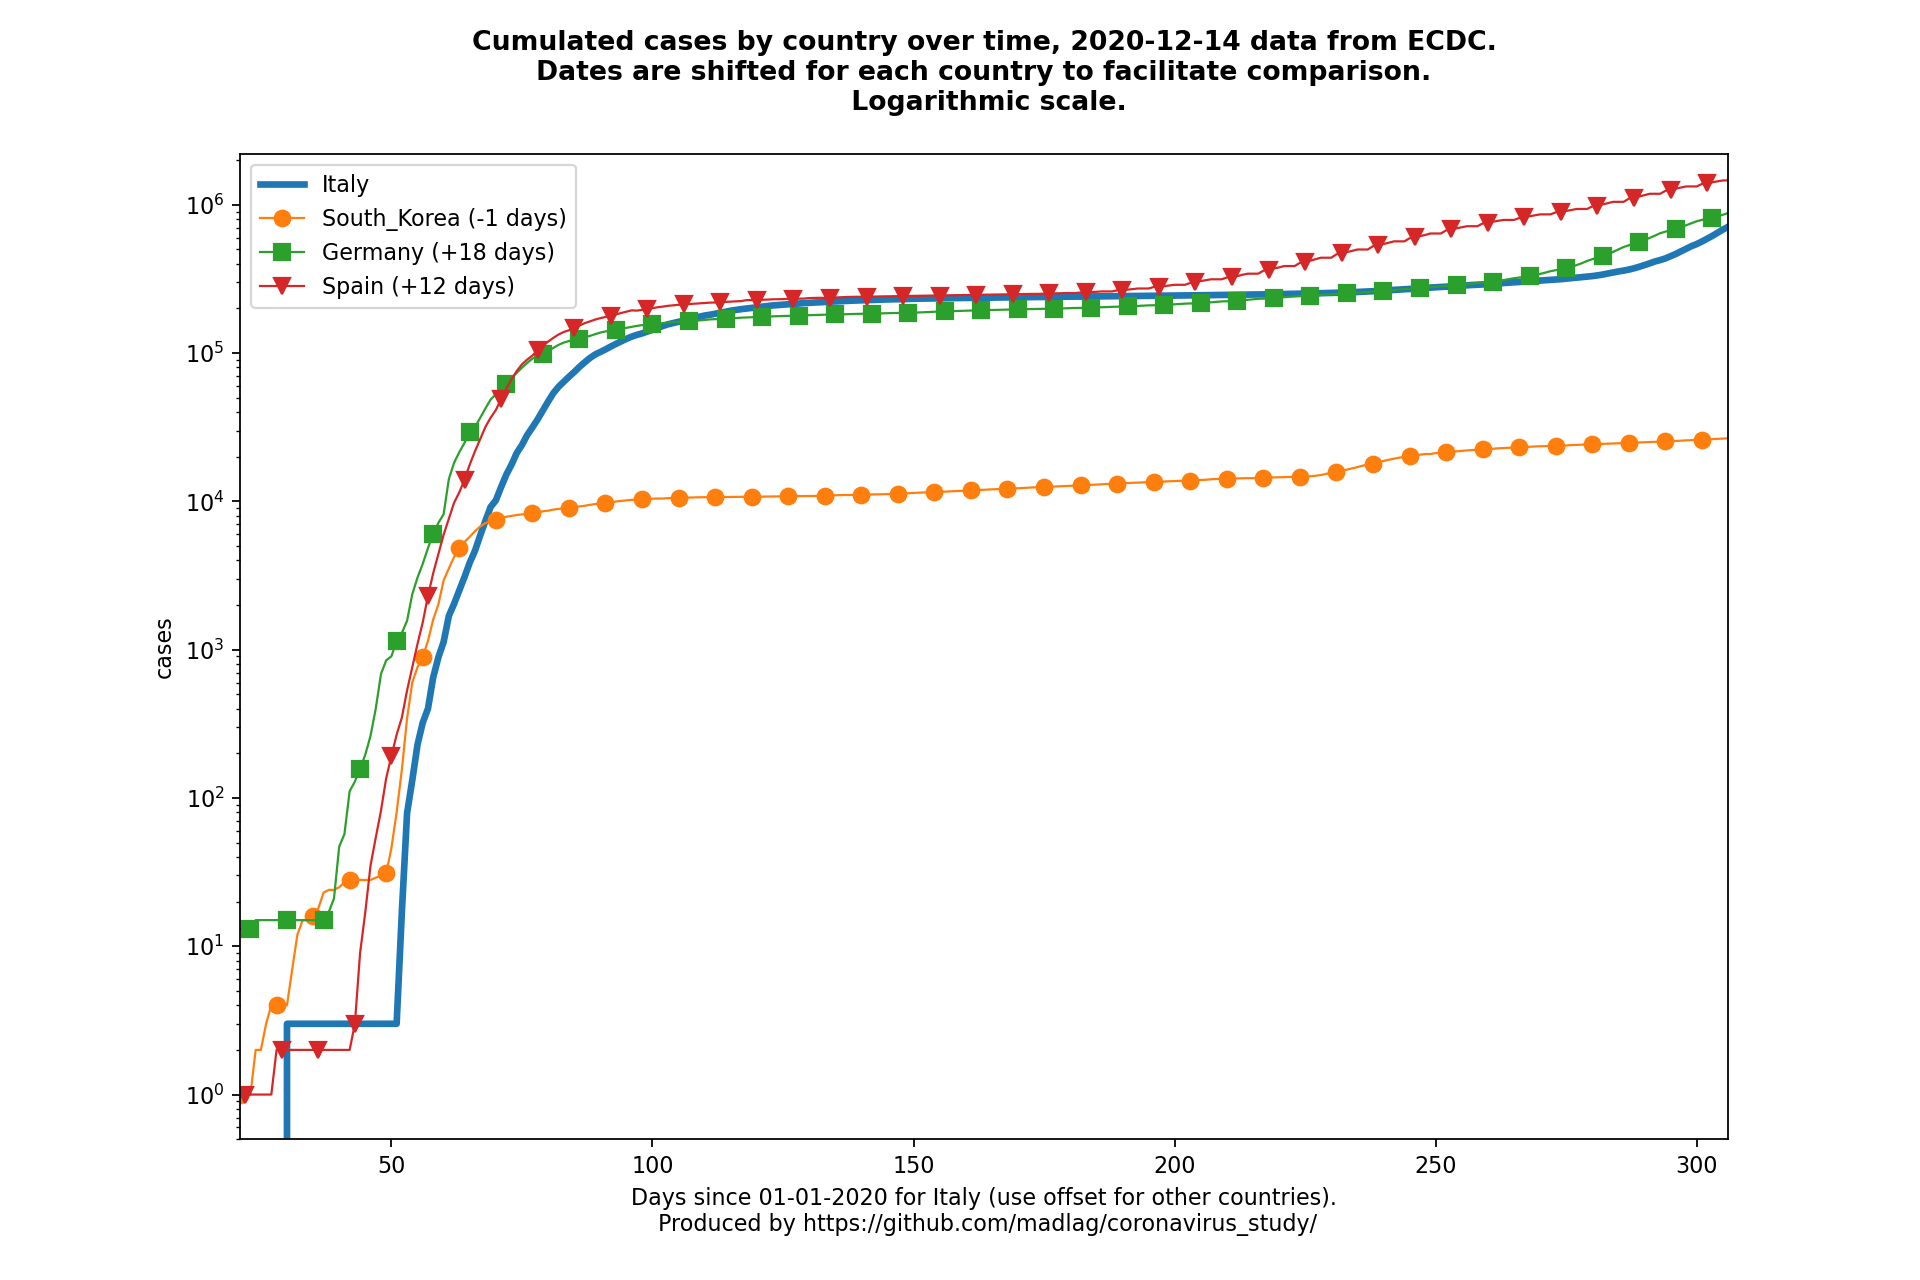 Cumulated cases by country over time, 2020-12-14 data from ECDC.
Dates are shifted for each country to facilitate comparison.
Logarithmic scale.
Italy
South_Korea (-1 days)
Germany (+18 days)
Spain (+12 days)
10⁶
10⁵
10⁴
10³
10²
10¹
10⁰
cases
50 100 150 200 250 300
Days since 01-01-2020 for Italy (use offset for other countries).
Produced by https://github.com/madlag/coronavirus_study/